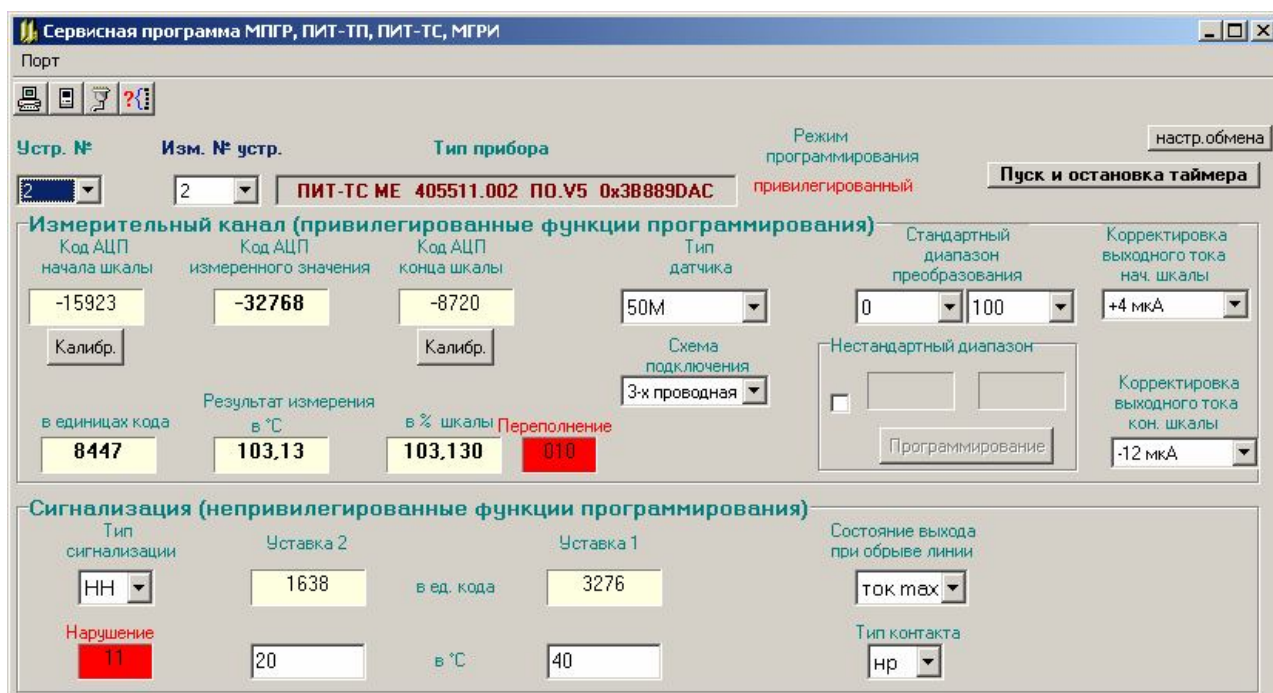 Сервисная программа МПГР, ПИТ-ТП, ПИТ-ТС, МГРИ
Порт
Устр. №
Изм. № устр.
Тип прибора
Режим
программирования
настр.обмена
2
2
ПИТ-ТС МЕ 405511.002 ПО.V5 0x3B889DAC
привилегированный
Пуск и остановка таймера
Измерительный канал (привилегированные функции программирования)
Код АЦП
начала шкалы
Код АЦП
измеренного значения
Код АЦП
конца шкалы
Тип
датчика
Стандартный
диапазон
преобразования
Корректировка
выходного тока
нач. шкалы
-15923
-32768
-8720
50М
0
100
+4 мкА
Калибр.
Калибр.
Схема
подключения
3-х проводная
Нестандартный диапазон
Программирование
Корректировка
выходного тока
кон. шкалы
-12 мкА
в единицах кода
Результат измерения
в °C
в % шкалы
Переполнение
8447
103,13
103,130
010
Сигнализация (непривилегированные функции программирования)
Тип
сигнализации
Уставка 2
Уставка 1
Состояние выхода
при обрыве линии
НН
1638
в ед. кода
3276
ток max
Нарушение
11
20
в °C
40
Тип контакта
нр